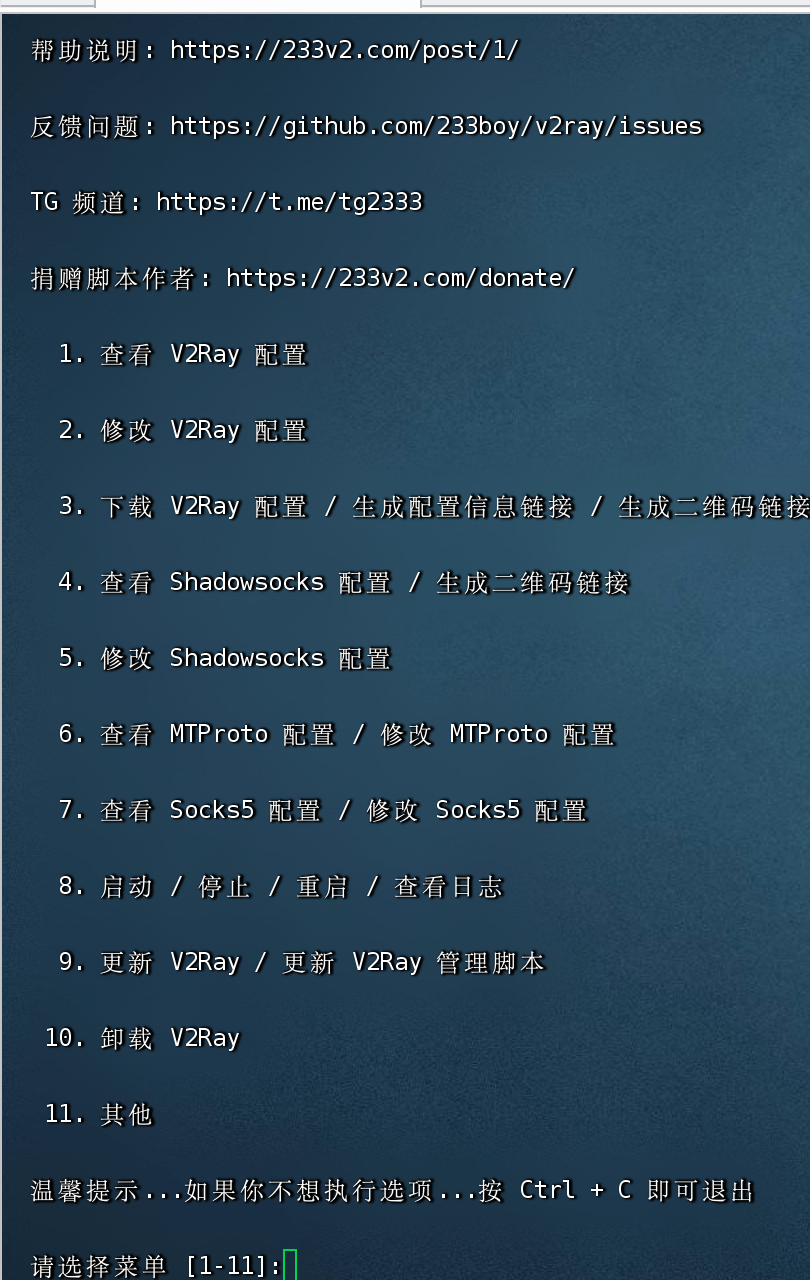 帮助说明: https://233v2.com/post/1/
反馈问题: https://github.com/233boy/v2ray/issues
TG 频道: https://t.me/tg2333
捐赠脚本作者: https://233v2.com/donate/
1. 查看 V2Ray 配置
2. 修改 V2Ray 配置
3. 下载 V2Ray 配置 / 生成配置信息链接 / 生成二维码链接
4. 查看 Shadowsocks 配置 / 生成二维码链接
5. 修改 Shadowsocks 配置
6. 查看 MTProto 配置 / 修改 MTProto 配置
7. 查看 Socks5 配置 / 修改 Socks5 配置
8. 启动 / 停止 / 重启 / 查看日志
9. 更新 V2Ray / 更新 V2Ray 管理脚本
10. 卸载 V2Ray
11. 其他
温馨提示...如果你不想执行选项...按 Ctrl + C 即可退出
请选择菜单 [1-11]: